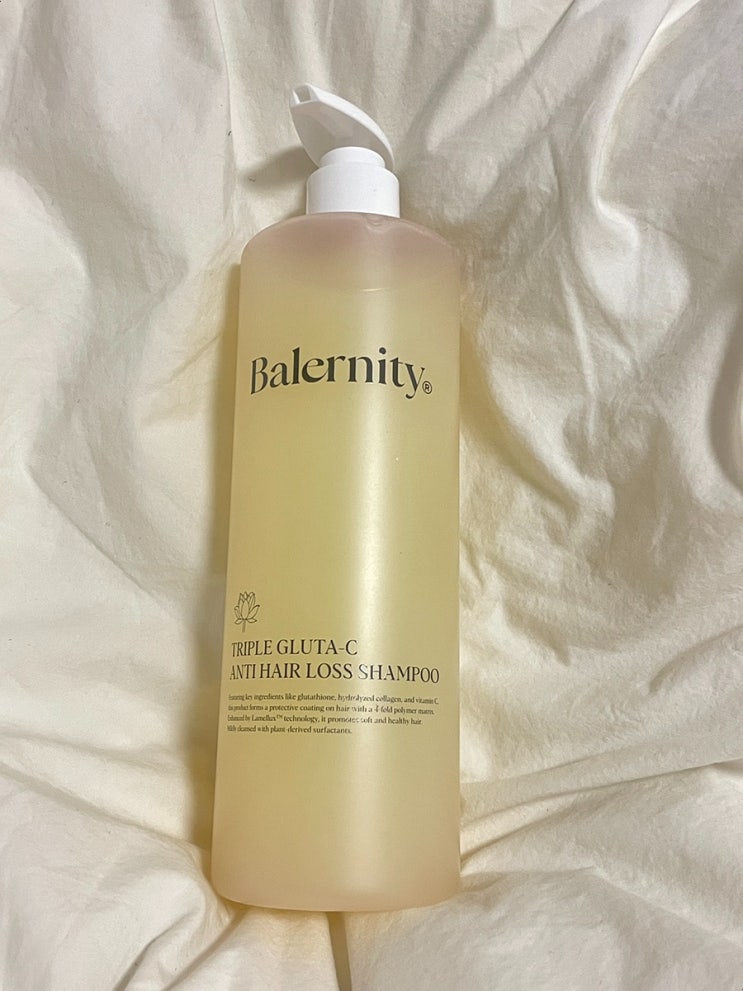 Balernity®
TRIPLE GLUTA-C
ANTI HAIR LOSS SHAMPOO
Featuring key ingredients like glutathione, hydrolyzed collagen, and vitamin C,
this product forms a protective coating on hair with a 4-fold polymer matrix.
Enhanced by Lamellus™ technology, it promotes soft and healthy hair.
Mildly cleansed with plant-derived surfactants.